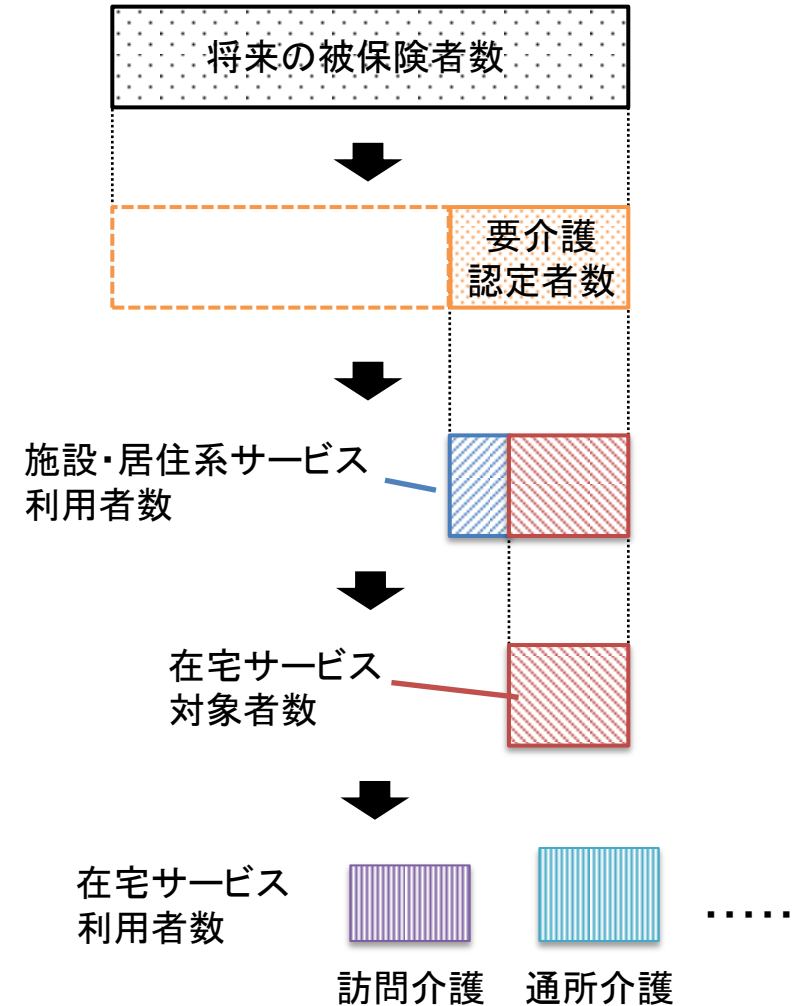 将来の被保険者数
要介護
認定者数
施設・居住系サービス
利用者数
在宅サービス
対象者数
在宅サービス
利用者数
・・・・・
訪問介護
通所介護